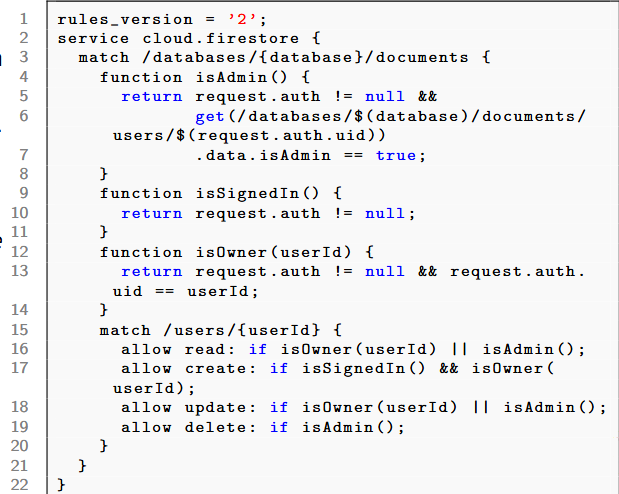 1 rules_version = '2';
2 service cloud.firestore {
3 match /databases/{database}/documents {
4 function isAdmin() {
5 return request.auth != null &&
6 get(/databases/$(database)/documents/
users/$(request.auth.uid))
7 .data.isAdmin == true;
8 }
9 function isSignedIn() {
10 return request.auth != null;
11 }
12 function isOwner(userId) {
13 return request.auth != null && request.auth.
uid == userId;
14 }
15 match /users/{userId} {
16 allow read: if isOwner(userId) || isAdmin();
17 allow create: if isSignedIn() && isOwner(
userId);
18 allow update: if isOwner(userId) || isAdmin();
19 allow delete: if isAdmin();
20 }
21 }
22 }